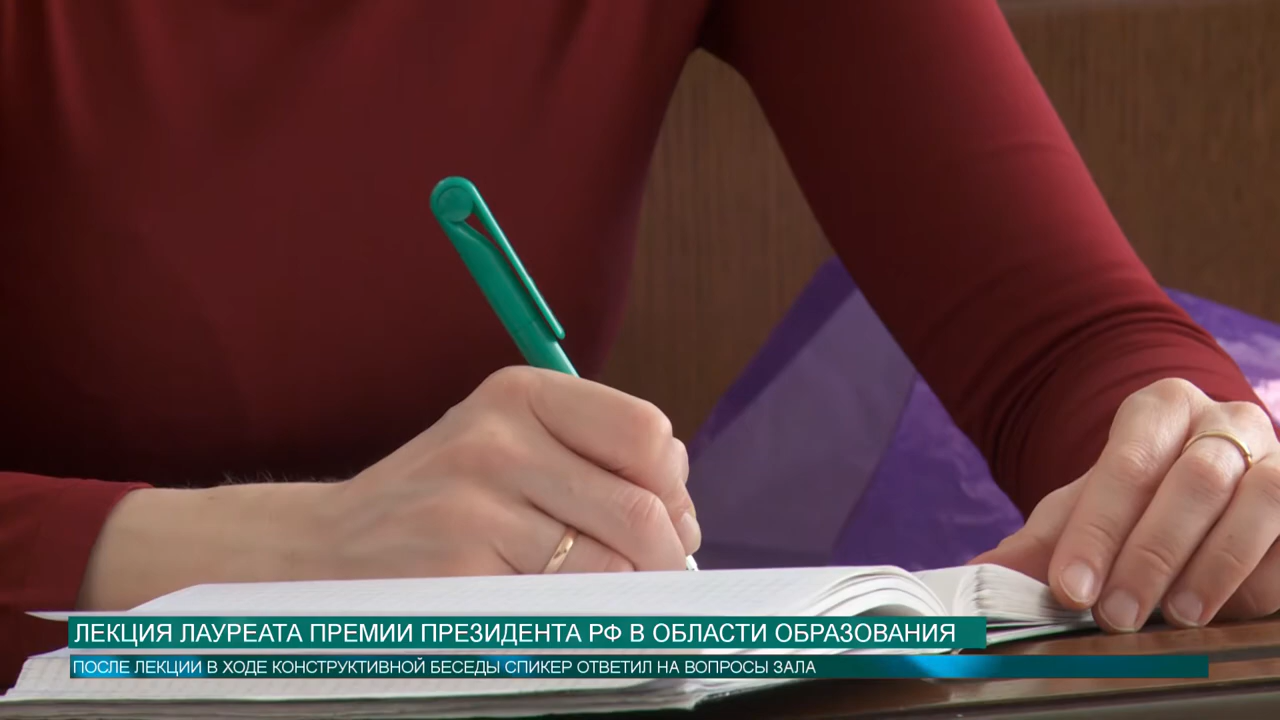 ЛЕКЦИЯ ЛАУРЕАТА ПРЕМИИ ПРЕЗИДЕНТА РФ В ОБЛАСТИ ОБРАЗОВАНИЯ
ПОСЛЕ ЛЕКЦИИ В ХОДЕ КОНСТРУКТИВНОЙ БЕСЕДЫ СПИКЕР ОТВЕТИЛ НА ВОПРОСЫ ЗАЛА